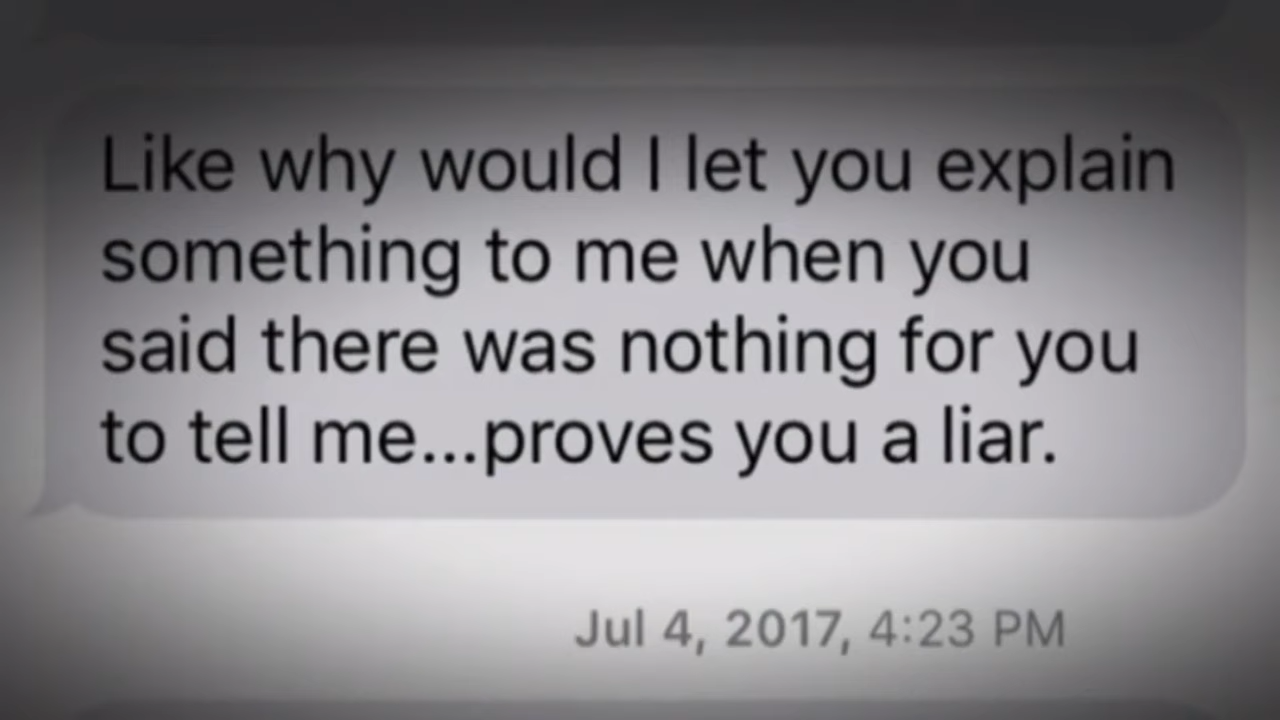 Like why would I let you explain
something to me when you
said there was nothing for you
to tell me...proves you a liar.
Jul 4, 2017, 4:23 PM